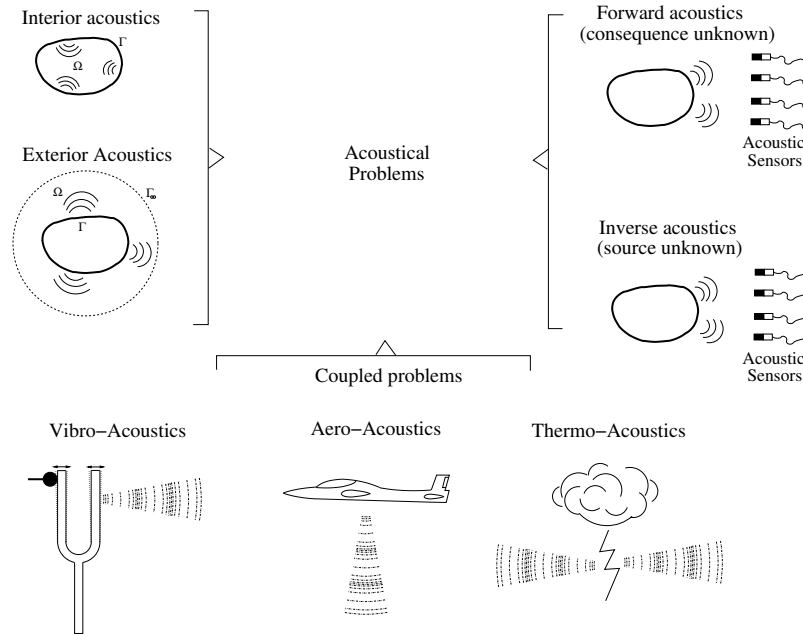 Interior acoustics
Γ
Ω
Exterior Acoustics
Ω
Γ∞
Γ
Acoustical
Problems
Forward acoustics
(consequence unknown)
Acoustic
Sensors
Inverse acoustics
(source unknown)
Acoustic
Sensors
Coupled problems
Vibro−Acoustics
Aero−Acoustics
Thermo−Acoustics